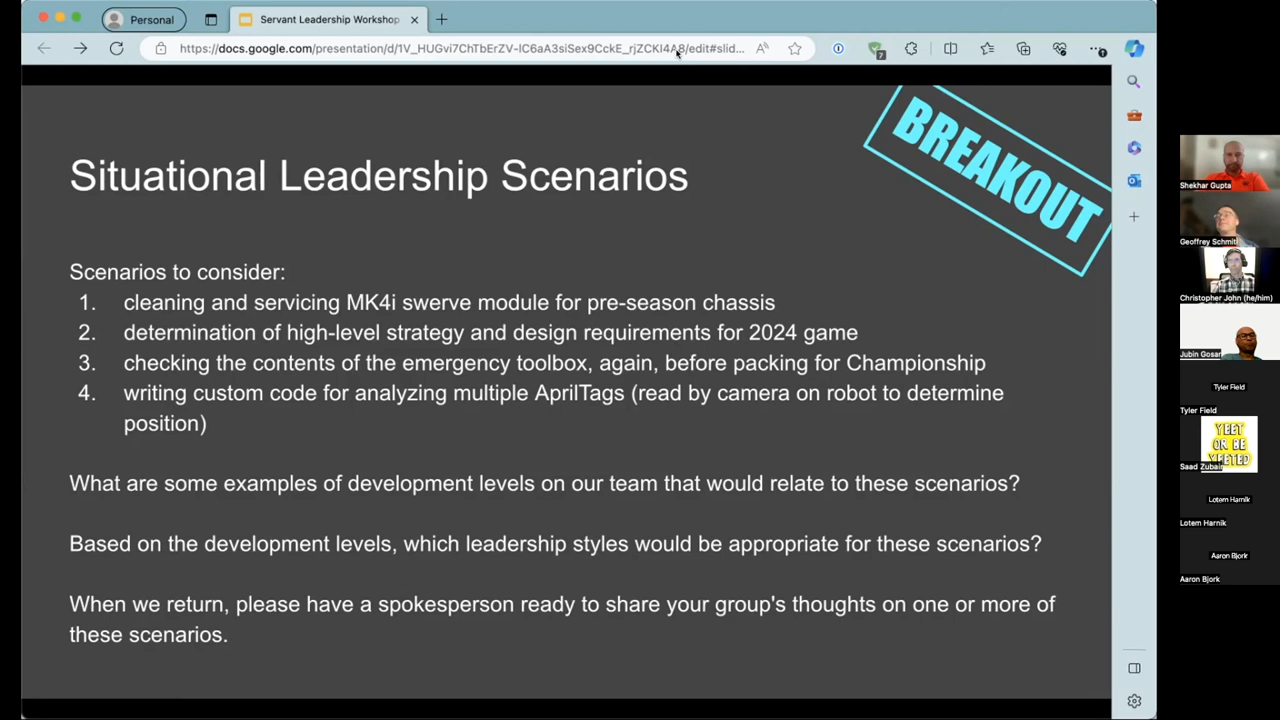 Personal
Servant Leadership Workshop
https://docs.google.com/presentation/d/1V_HUGvi7ChTbErZV-IC6aA3siSex9CckE_rjZCKI4A8/edit#slid...
7
BREAKOUT
Situational Leadership Scenarios
Scenarios to consider:
1. cleaning and servicing MK4i swerve module for pre-season chassis
2. determination of high-level strategy and design requirements for 2024 game
3. checking the contents of the emergency toolbox, again, before packing for Championship
4. writing custom code for analyzing multiple AprilTags (read by camera on robot to determine
position)
What are some examples of development levels on our team that would relate to these scenarios?
Based on the development levels, which leadership styles would be appropriate for these scenarios?
When we return, please have a spokesperson ready to share your group's thoughts on one or more of
these scenarios.
Shekhar Gupta
Geoffrey Schmit
Christopher John (he/him)
Jubin Gosar
Tyler Field
Tyler Field
YEET
OR BE
YEETED
Saad Zubair
Lotem Harnik
Lotem Harnik
Aaron Bjork
Aaron Bjork